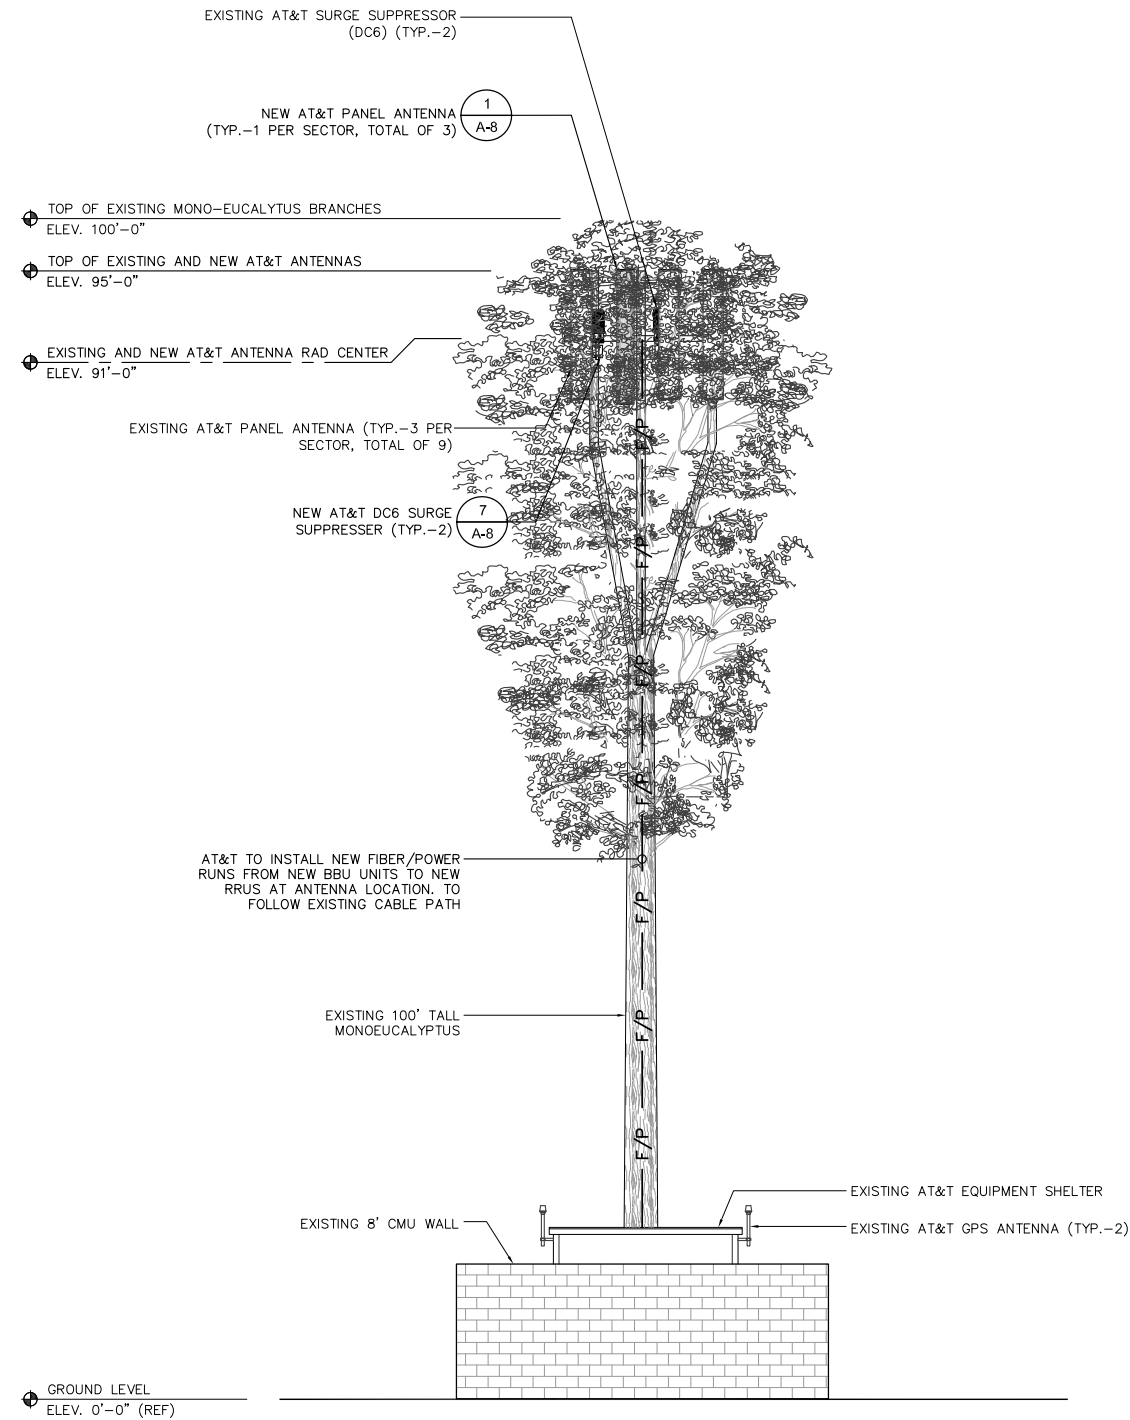 EXISTING AT&T SURGE SUPPRESSOR
(DC6) (TYP.-2)
NEW AT&T PANEL ANTENNA
(TYP.-1 PER SECTOR, TOTAL OF 3)
1
A-8
TOP OF EXISTING MONO-EUCALYTUS BRANCHES
ELEV. 100'-0"
TOP OF EXISTING AND NEW AT&T ANTENNAS
ELEV. 95'-0"
EXISTING AND NEW AT&T ANTENNA RAD CENTER
ELEV. 91'-0"
EXISTING AT&T PANEL ANTENNA (TYP.-3 PER
SECTOR, TOTAL OF 9)
F/P
NEW AT&T DC6 SURGE
SUPPRESSER (TYP.-2)
7
A-8
F/P
F/P
F/P
AT&T TO INSTALL NEW FIBER/POWER
RUNS FROM NEW BBU UNITS TO NEW
RRUS AT ANTENNA LOCATION. TO
FOLLOW EXISTING CABLE PATH
F/P
EXISTING 100' TALL
MONOEUCALYPTUS
F/P
F/P
EXISTING AT&T EQUIPMENT SHELTER
EXISTING 8' CMU WALL
EXISTING AT&T GPS ANTENNA (TYP.-2)
GROUND LEVEL
ELEV. 0'-0" (REF)